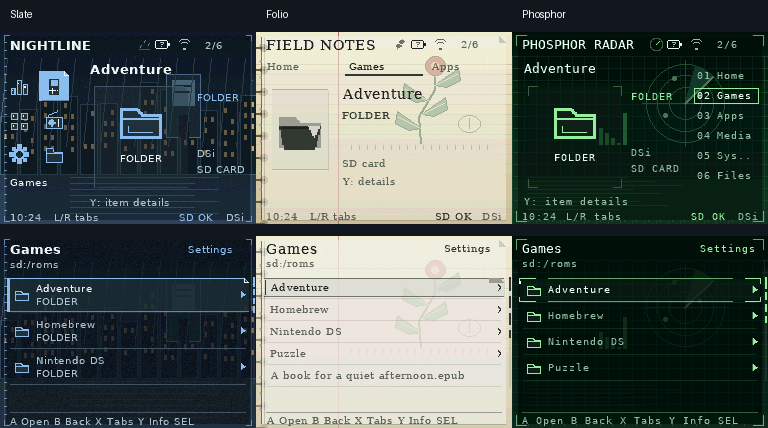 Slate
NIGHTLINE
2/6
Adventure
FOLDER
FOLDER
DSi
SD CARD
Games
Y: item details
10:24 L/R tabs SD OK DSi
Games Settings
sd:/roms
Adventure
FOLDER
Homebrew
FOLDER
Nintendo DS
FOLDER
A Open B Back X Tabs Y Info SEL
Folio
FIELD NOTES
2/6
Home Games Apps
Adventure
FOLDER
SD card
Y: details
10:24 L/R tabs SD OK DSi
Games Settings
sd:/roms
Adventure
Homebrew
Nintendo DS
Puzzle
A book for a quiet afternoon.epub
A Open B Back X Tabs Y Info SEL
Phosphor
PHOSPHOR RADAR
2/6
Adventure
01 Home
FOLDER
02 Games
03 Apps
04 Media
FOLDER
DSi
05 Sys..
SD CARD
06 Files
Y: item details
10:24 L/R tabs SD OK DSi
Games Settings
sd:/roms
Adventure
Homebrew
Nintendo DS
Puzzle
A Open B Back X Tabs Y Info SEL